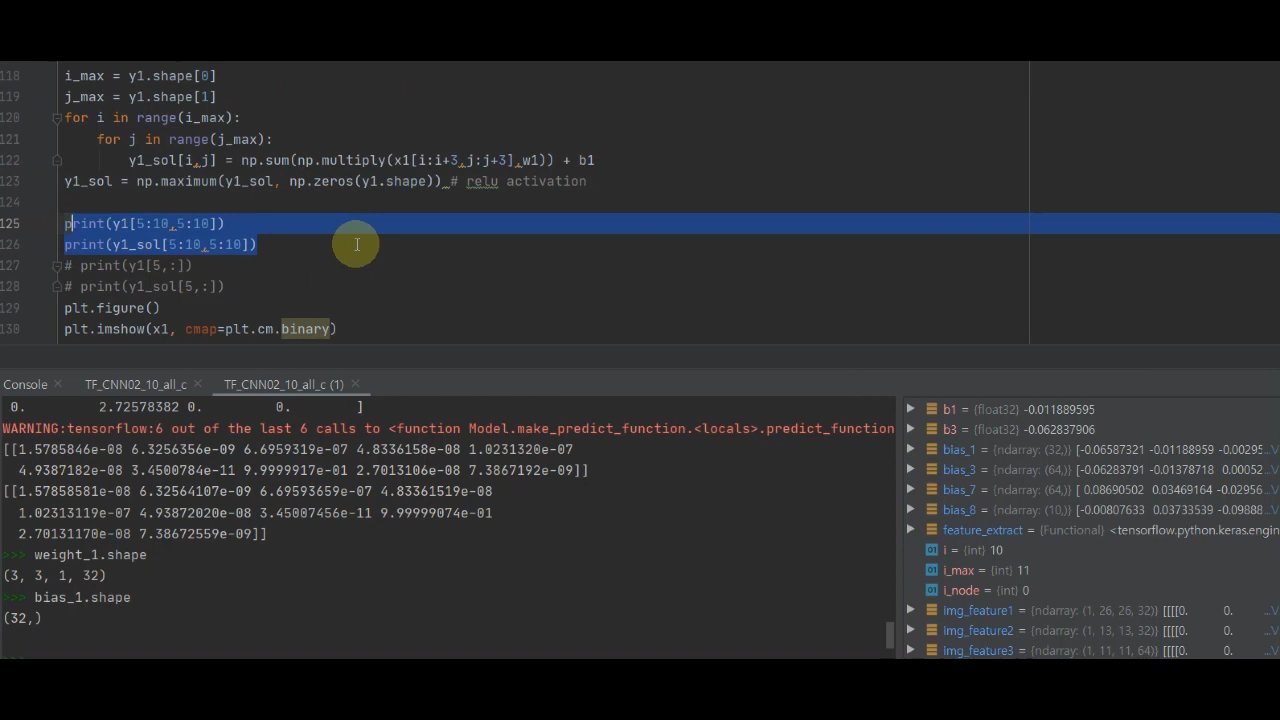 118 i_max = y1.shape[0]
119 j_max = y1.shape[1]
120 for i in range(i_max):
121 for j in range(j_max):
122 y1_sol[i,j] = np.sum(np.multiply(x1[i:i+3,j:j+3],w1)) + b1
123 y1_sol = np.maximum(y1_sol, np.zeros(y1.shape)) # relu activation
124
125 print(y1[5:10,5:10])
126 print(y1_sol[5:10,5:10])
127 # print(y1[5,:])
128 # print(y1_sol[5,:])
129 plt.figure()
130 plt.imshow(x1, cmap=plt.cm.binary)
Console TF_CNN02_10_all_c TF_CNN02_10_all_c (1)
0. 2.72578382 0. 0. ]
WARNING:tensorflow:6 out of the last 6 calls to <function Model.make_predict_function.<locals>.predict_function
[[1.5785846e-08 6.3256356e-09 6.6959319e-07 4.8336158e-08 1.0231320e-07
4.9387182e-08 3.4500784e-11 9.9999917e-01 2.7013106e-08 7.3867192e-09]]
[[1.57858581e-08 6.32564107e-09 6.69593659e-07 4.83361519e-08
1.02313119e-07 4.93872020e-08 3.45007456e-11 9.99999074e-01
2.70131170e-08 7.38672559e-09]]
>>> weight_1.shape
(3, 3, 1, 32)
>>> bias_1.shape
(32,)
b1 = {float32} -0.011889595
b3 = {float32} -0.062837906
bias_1 = {ndarray: (32,)} [-0.06587321 -0.01188959 -0.0652253 ...V
bias_3 = {ndarray: (64,)} [-0.06283791 -0.01378718 0.00052 ...V
bias_7 = {ndarray: (64,)} [ 0.08690502 0.03469164 -0.02956 ...V
bias_8 = {ndarray: (10,)} [-0.00807633 0.03733539 -0.09888 ...V
feature_extract = {Functional} <tensorflow.python.keras.engin
i = {int} 10
i_max = {int} 11
i_node = {int} 0
img_feature1 = {ndarray: (1, 26, 26, 32)} [[[[0. 0. ...V
img_feature2 = {ndarray: (1, 13, 13, 32)} [[[[0. 0. ...V
img_feature3 = {ndarray: (1, 11, 11, 64)} [[[[0. 0. ...V